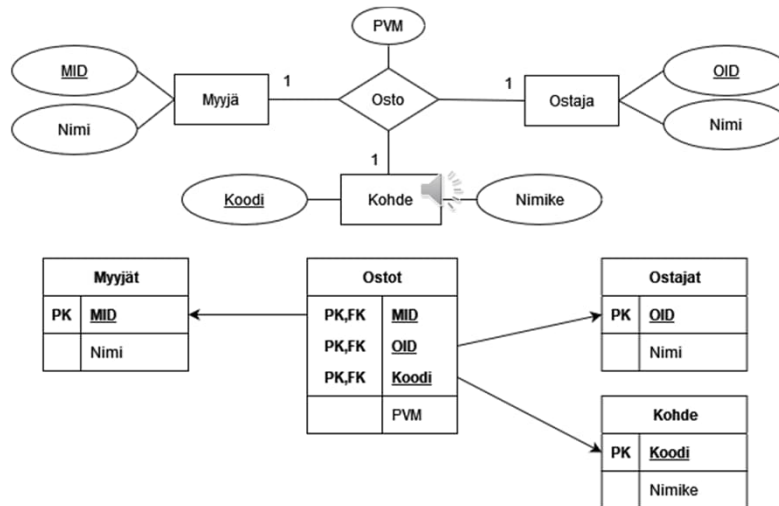 PVM
MID
Nimi
Myyjä
1
Osto
1
Ostaja
OID
Nimi
1
Koodi
Kohde
Nimike
Myyjät
PK MID
Nimi
Ostot
PK,FK MID
PK,FK OID
PK,FK Koodi
PVM
Ostajat
PK OID
Nimi
Kohde
PK Koodi
Nimike